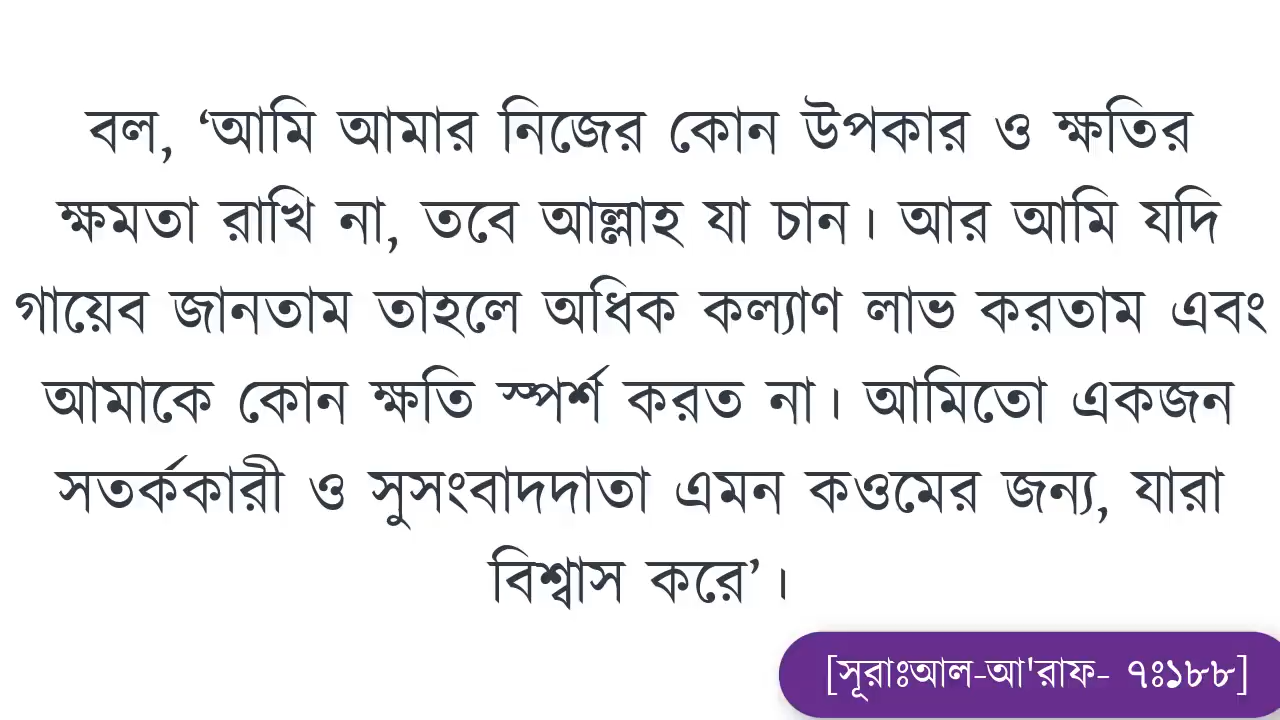 বল, ‘আমি আমার নিজের কোন উপকার ও ক্ষতির
ক্ষমতা রাখি না, তবে আল্লাহ যা চান। আর আমি যদি
গায়েব জানতাম তাহলে অধিক কল্যাণ লাভ করতাম এবং
আমাকে কোন ক্ষতি স্পর্শ করত না। আমিতো একজন
সতর্ককারী ও সুসংবাদদাতা এমন কওমের জন্য, যারা
বিশ্বাস করে’।
[সূরাঃআল-আ'রাফ- ৭ঃ১৮৮]